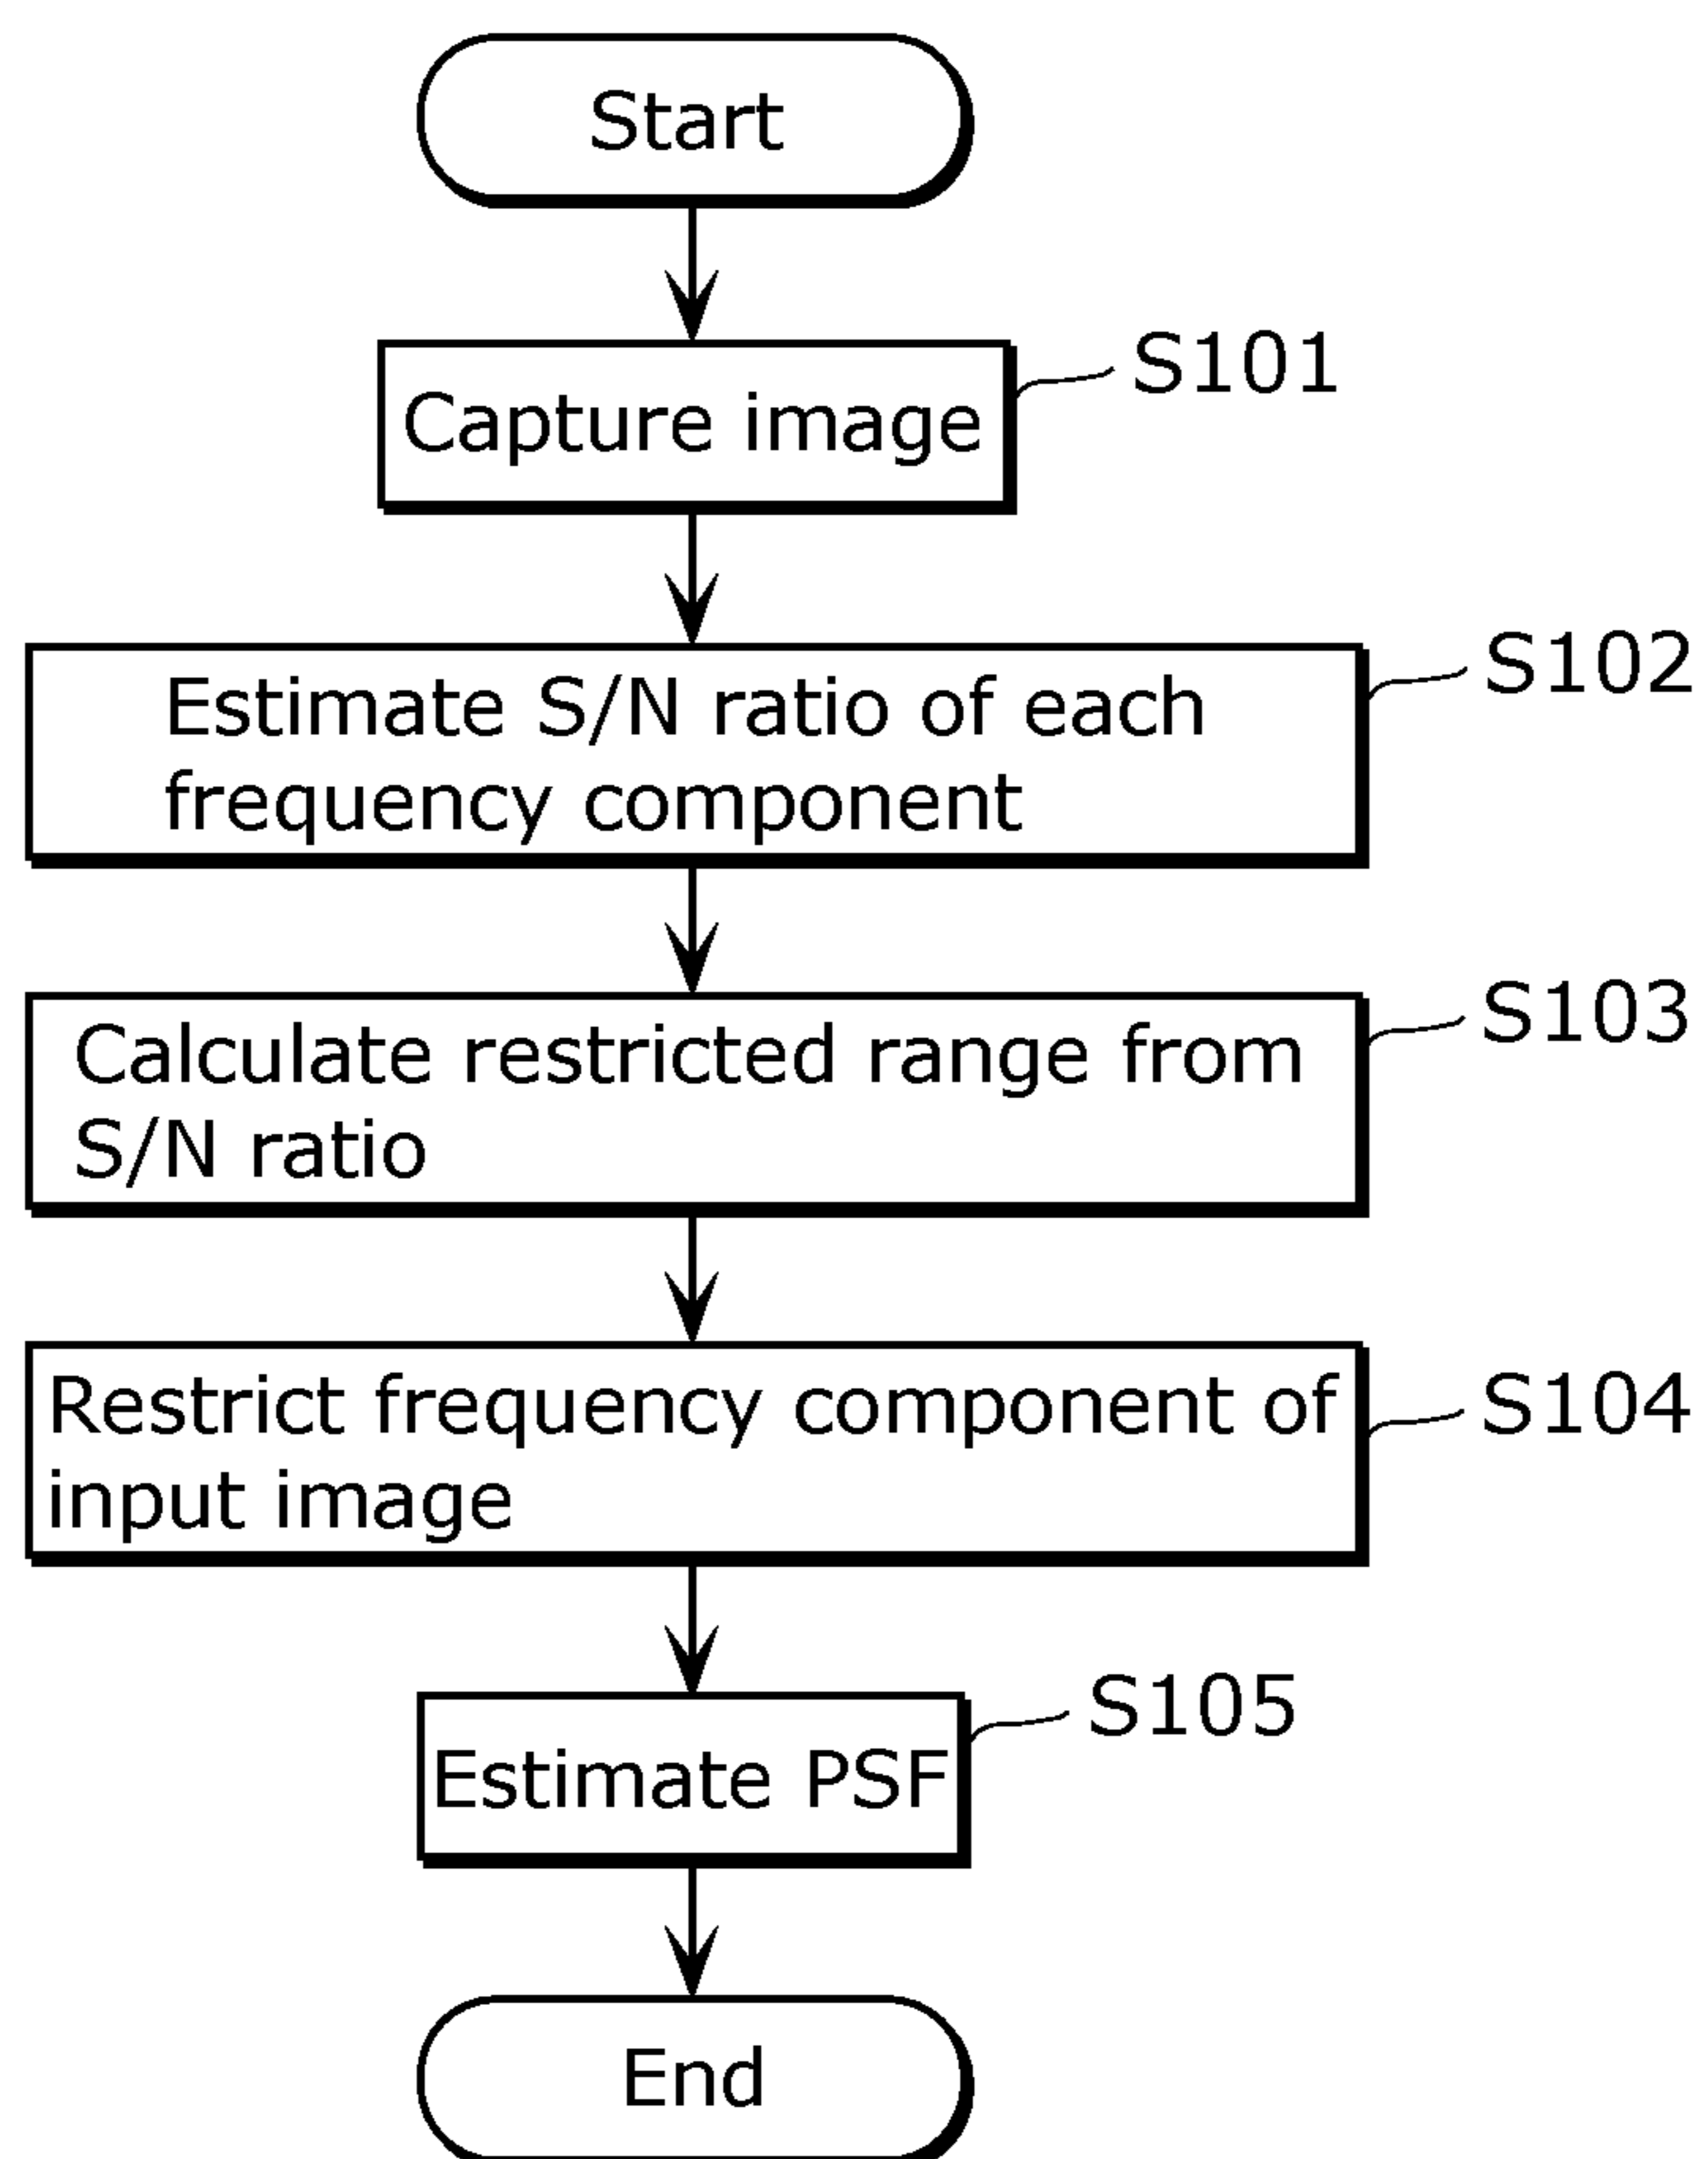 Start
S101
Capture image
S102
Estimate S/N ratio of each
frequency component
S103
Calculate restricted range from
S/N ratio
S104
Restrict frequency component of
input image
S105
Estimate PSF
End